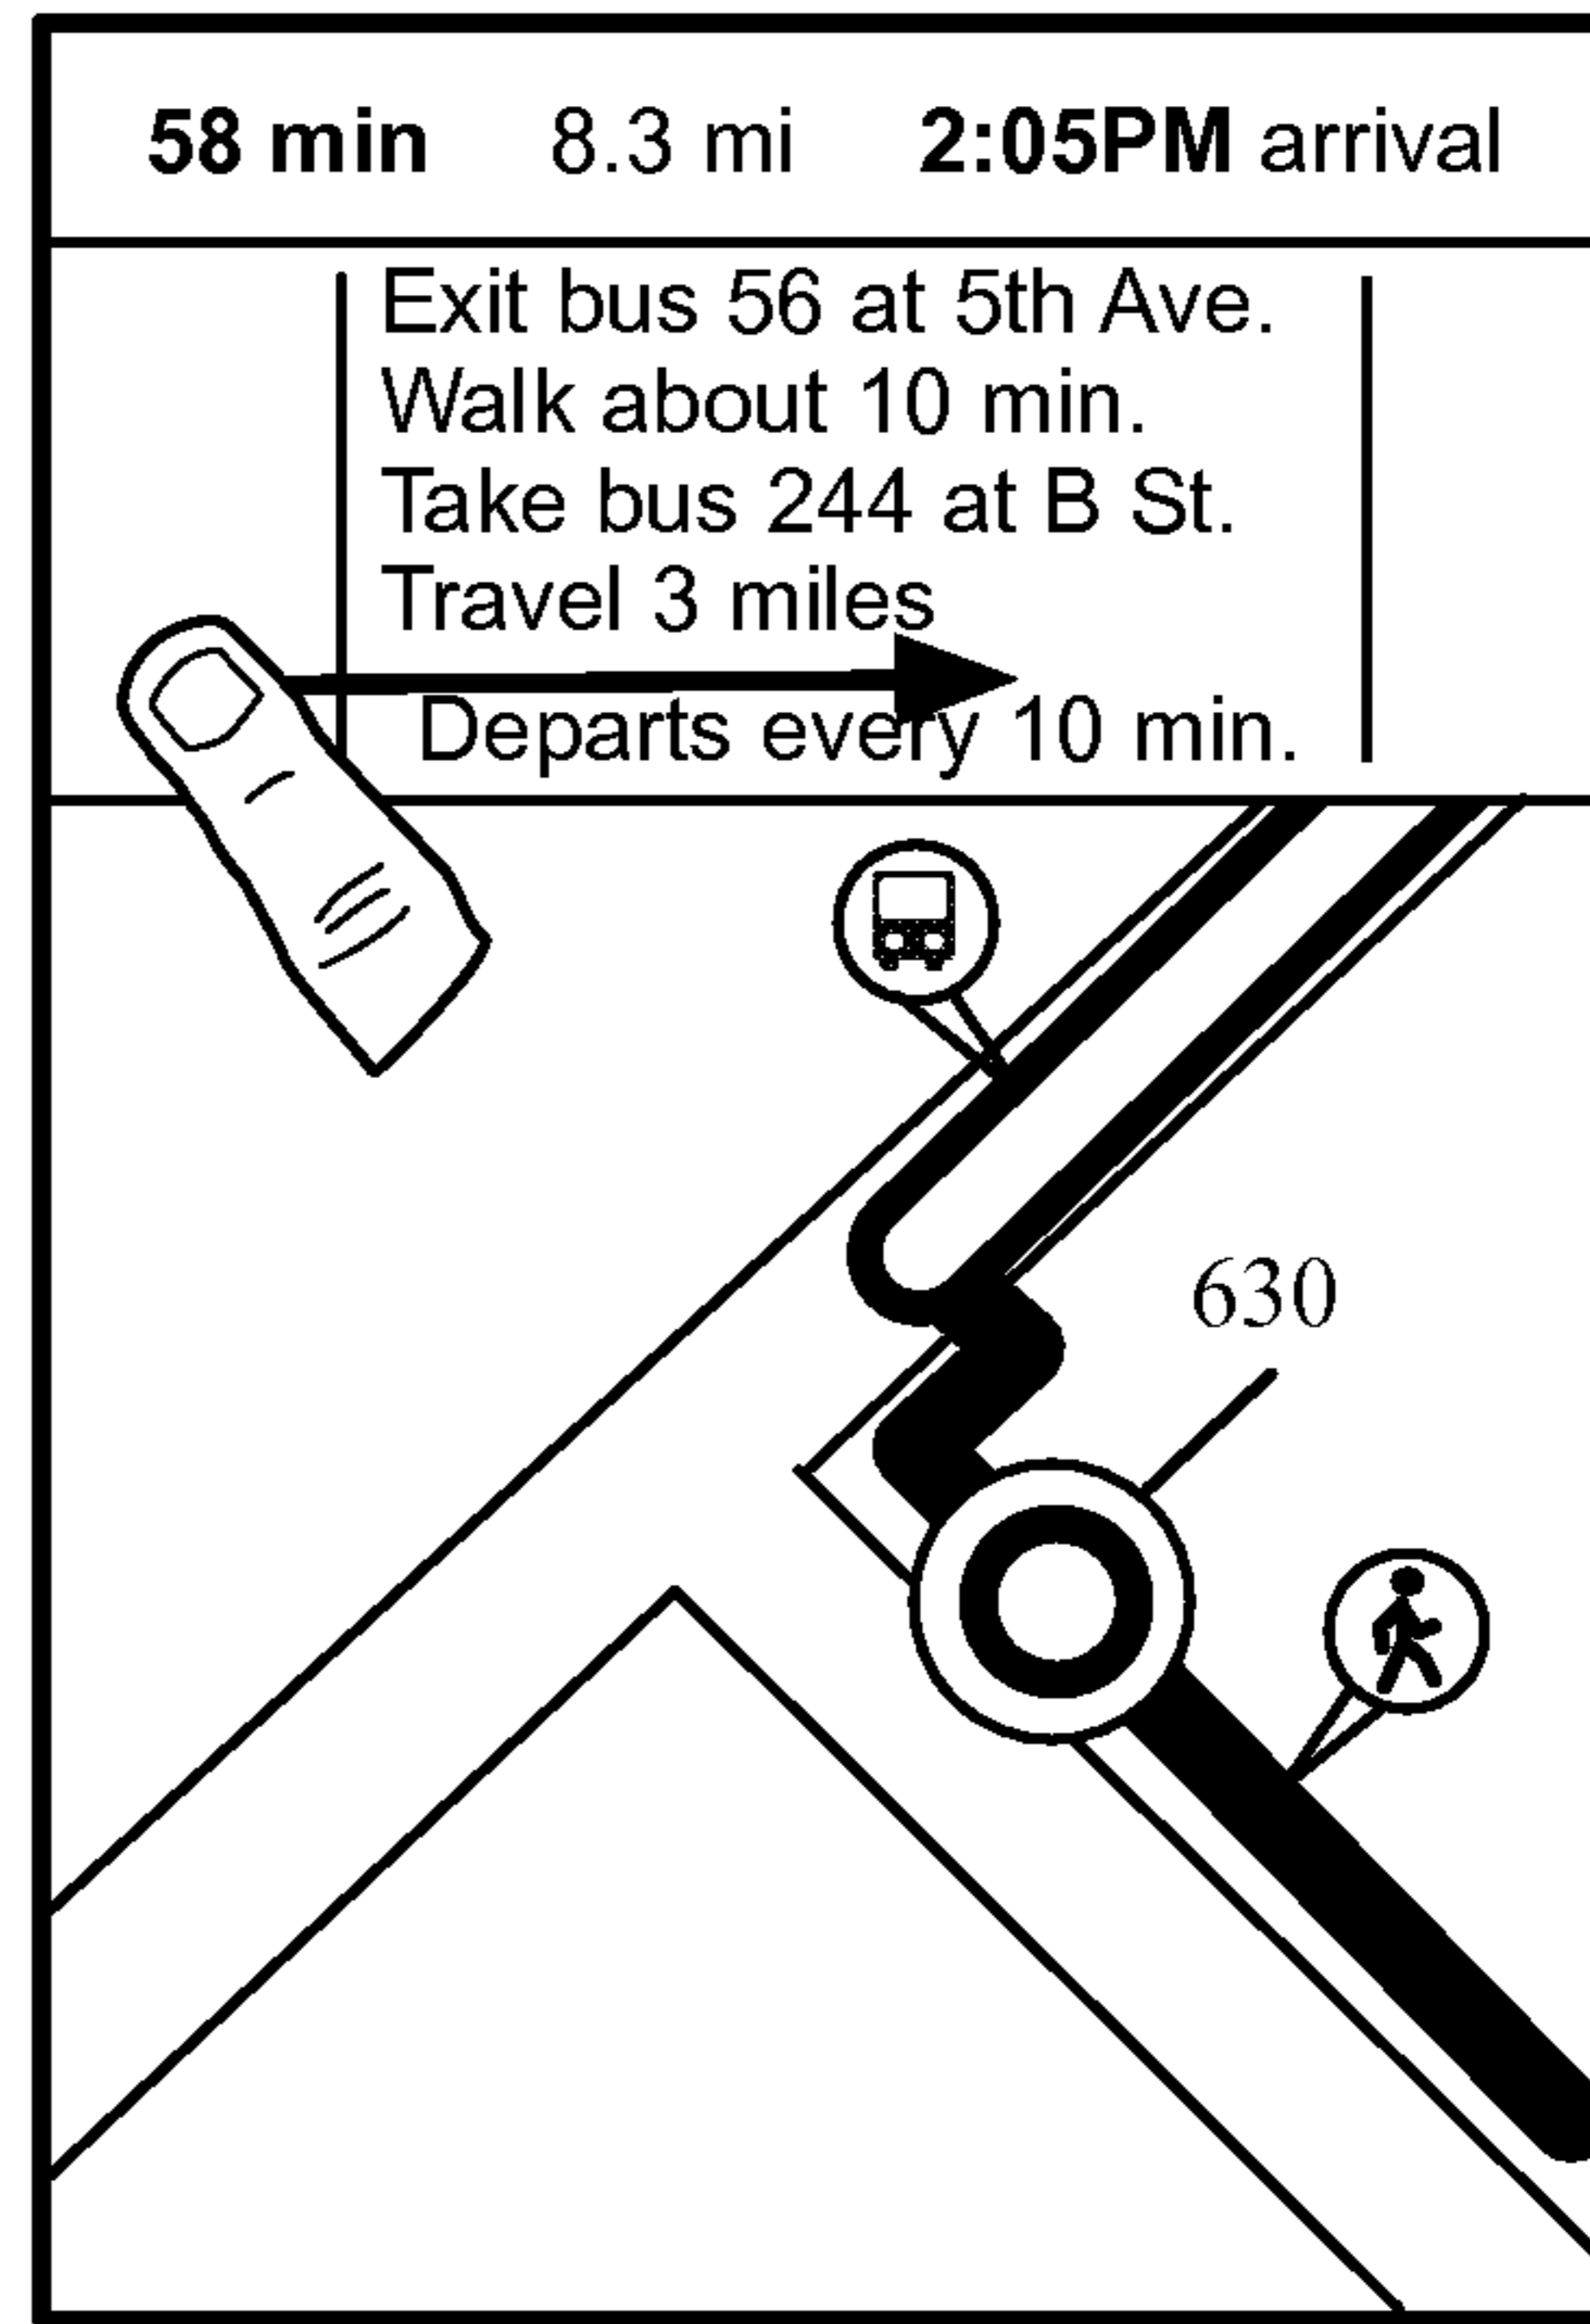 58 min 8.3 mi 2:05PM arrival
Exit bus 56 at 5th Ave.
Walk about 10 min.
Take bus 244 at B St.
Travel 3 miles
Departs every 10 min.
630